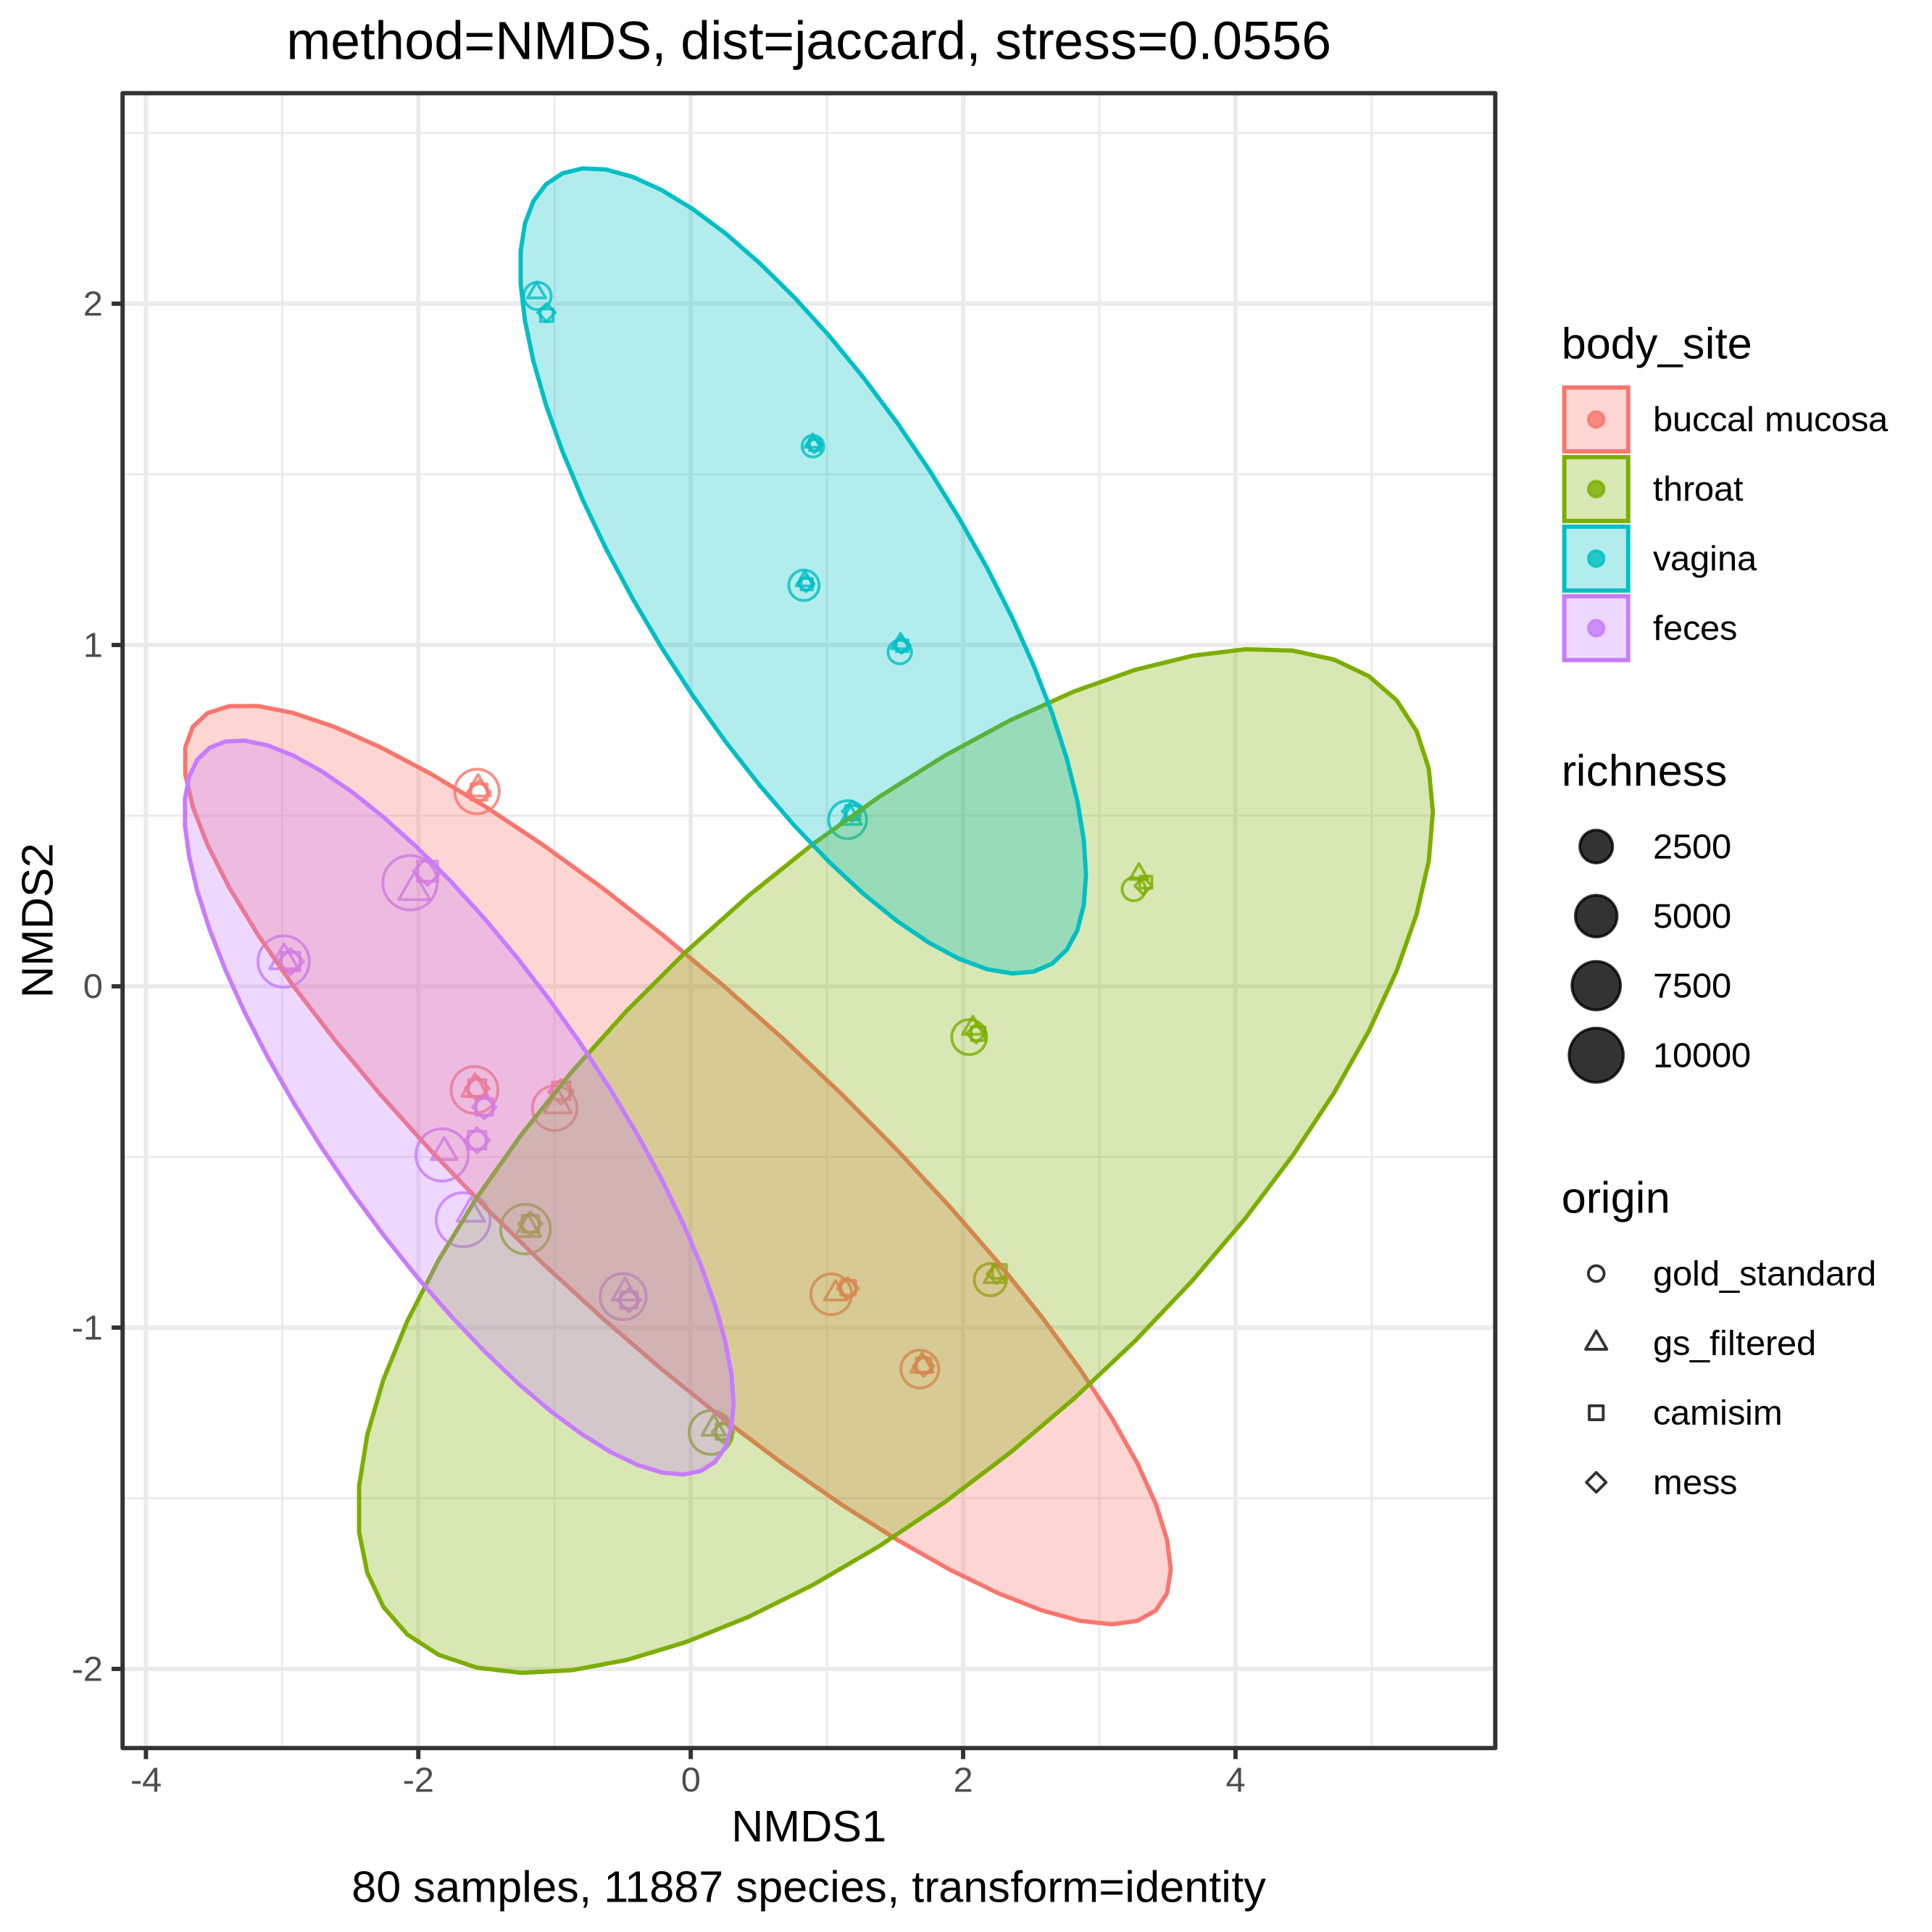 method=NMDS, dist=jaccard, stress=0.0556
NMDS2
2
1
0
-1
-2
-4
-2
0
2
4
NMDS1
80 samples, 11887 species, transform=identity
body_site
buccal mucosa
throat
vagina
feces
richness
2500
5000
7500
10000
origin
gold_standard
gs_filtered
camisim
mess